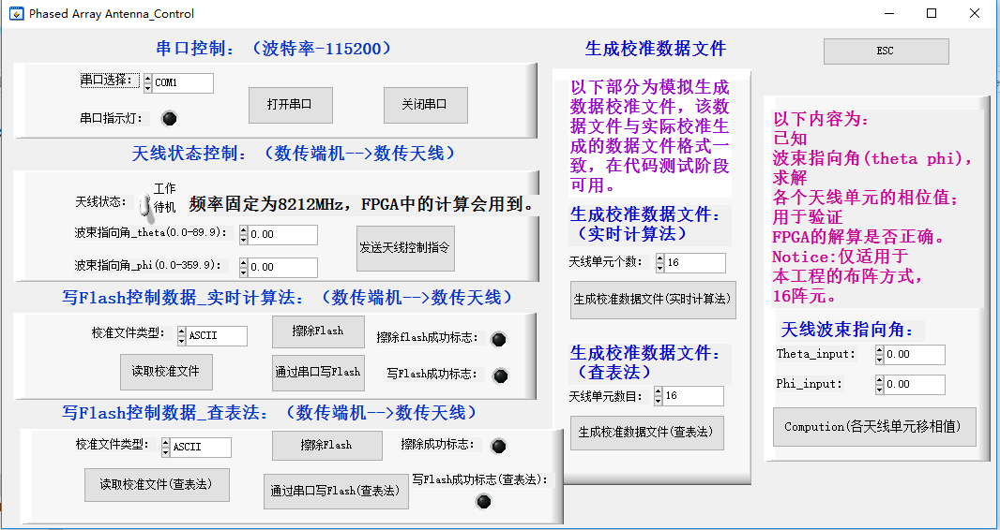 Phased Array Antenna_Control
串口控制：（波特率-115200）
串口选择：
COM1
打开串口
关闭串口
串口指示灯：
天线状态控制：（数传端机-->数传天线）
天线状态：
工作
待机
频率固定为8212MHz，FPGA中的计算会用到。
波束指向角_theta(0.0-89.9)：
0.00
发送天线控制指令
波束指向角_phi(0.0-359.9)：
0.00
写Flash控制数据_实时计算法：（数传端机-->数传天线）
校准文件类型：
ASCII
擦除Flash
擦除flash成功标志：
读取校准文件
通过串口写Flash
写Flash成功标志：
写Flash控制数据_查表法：（数传端机-->数传天线）
校准文件类型：
ASCII
擦除Flash
擦除成功标志：
读取校准文件(查表法)
通过串口写Flash(查表法)
写Flash成功标志(查表法)：
生成校准数据文件
以下部分为模拟生成
数据校准文件，该数
据文件与实际校准生
成的数据文件格式一
致，在代码测试阶段
可用。
生成校准数据文件：
（实时计算法）
天线单元个数：
16
生成校准数据文件(实时计算法)
生成校准数据文件：
（查表法）
天线单元数目：
16
生成校准数据文件(查表法)
ESC
以下内容为：
已知
波束指向角(theta phi)，
求解
各个天线单元的相位值；
用于验证
FPGA的解算是否正确。
Notice:仅适用于
本工程的布阵方式，
16阵元。
天线波束指向角：
Theta_input:
0.00
Phi_input:
0.00
Compution(各天线单元移相值)